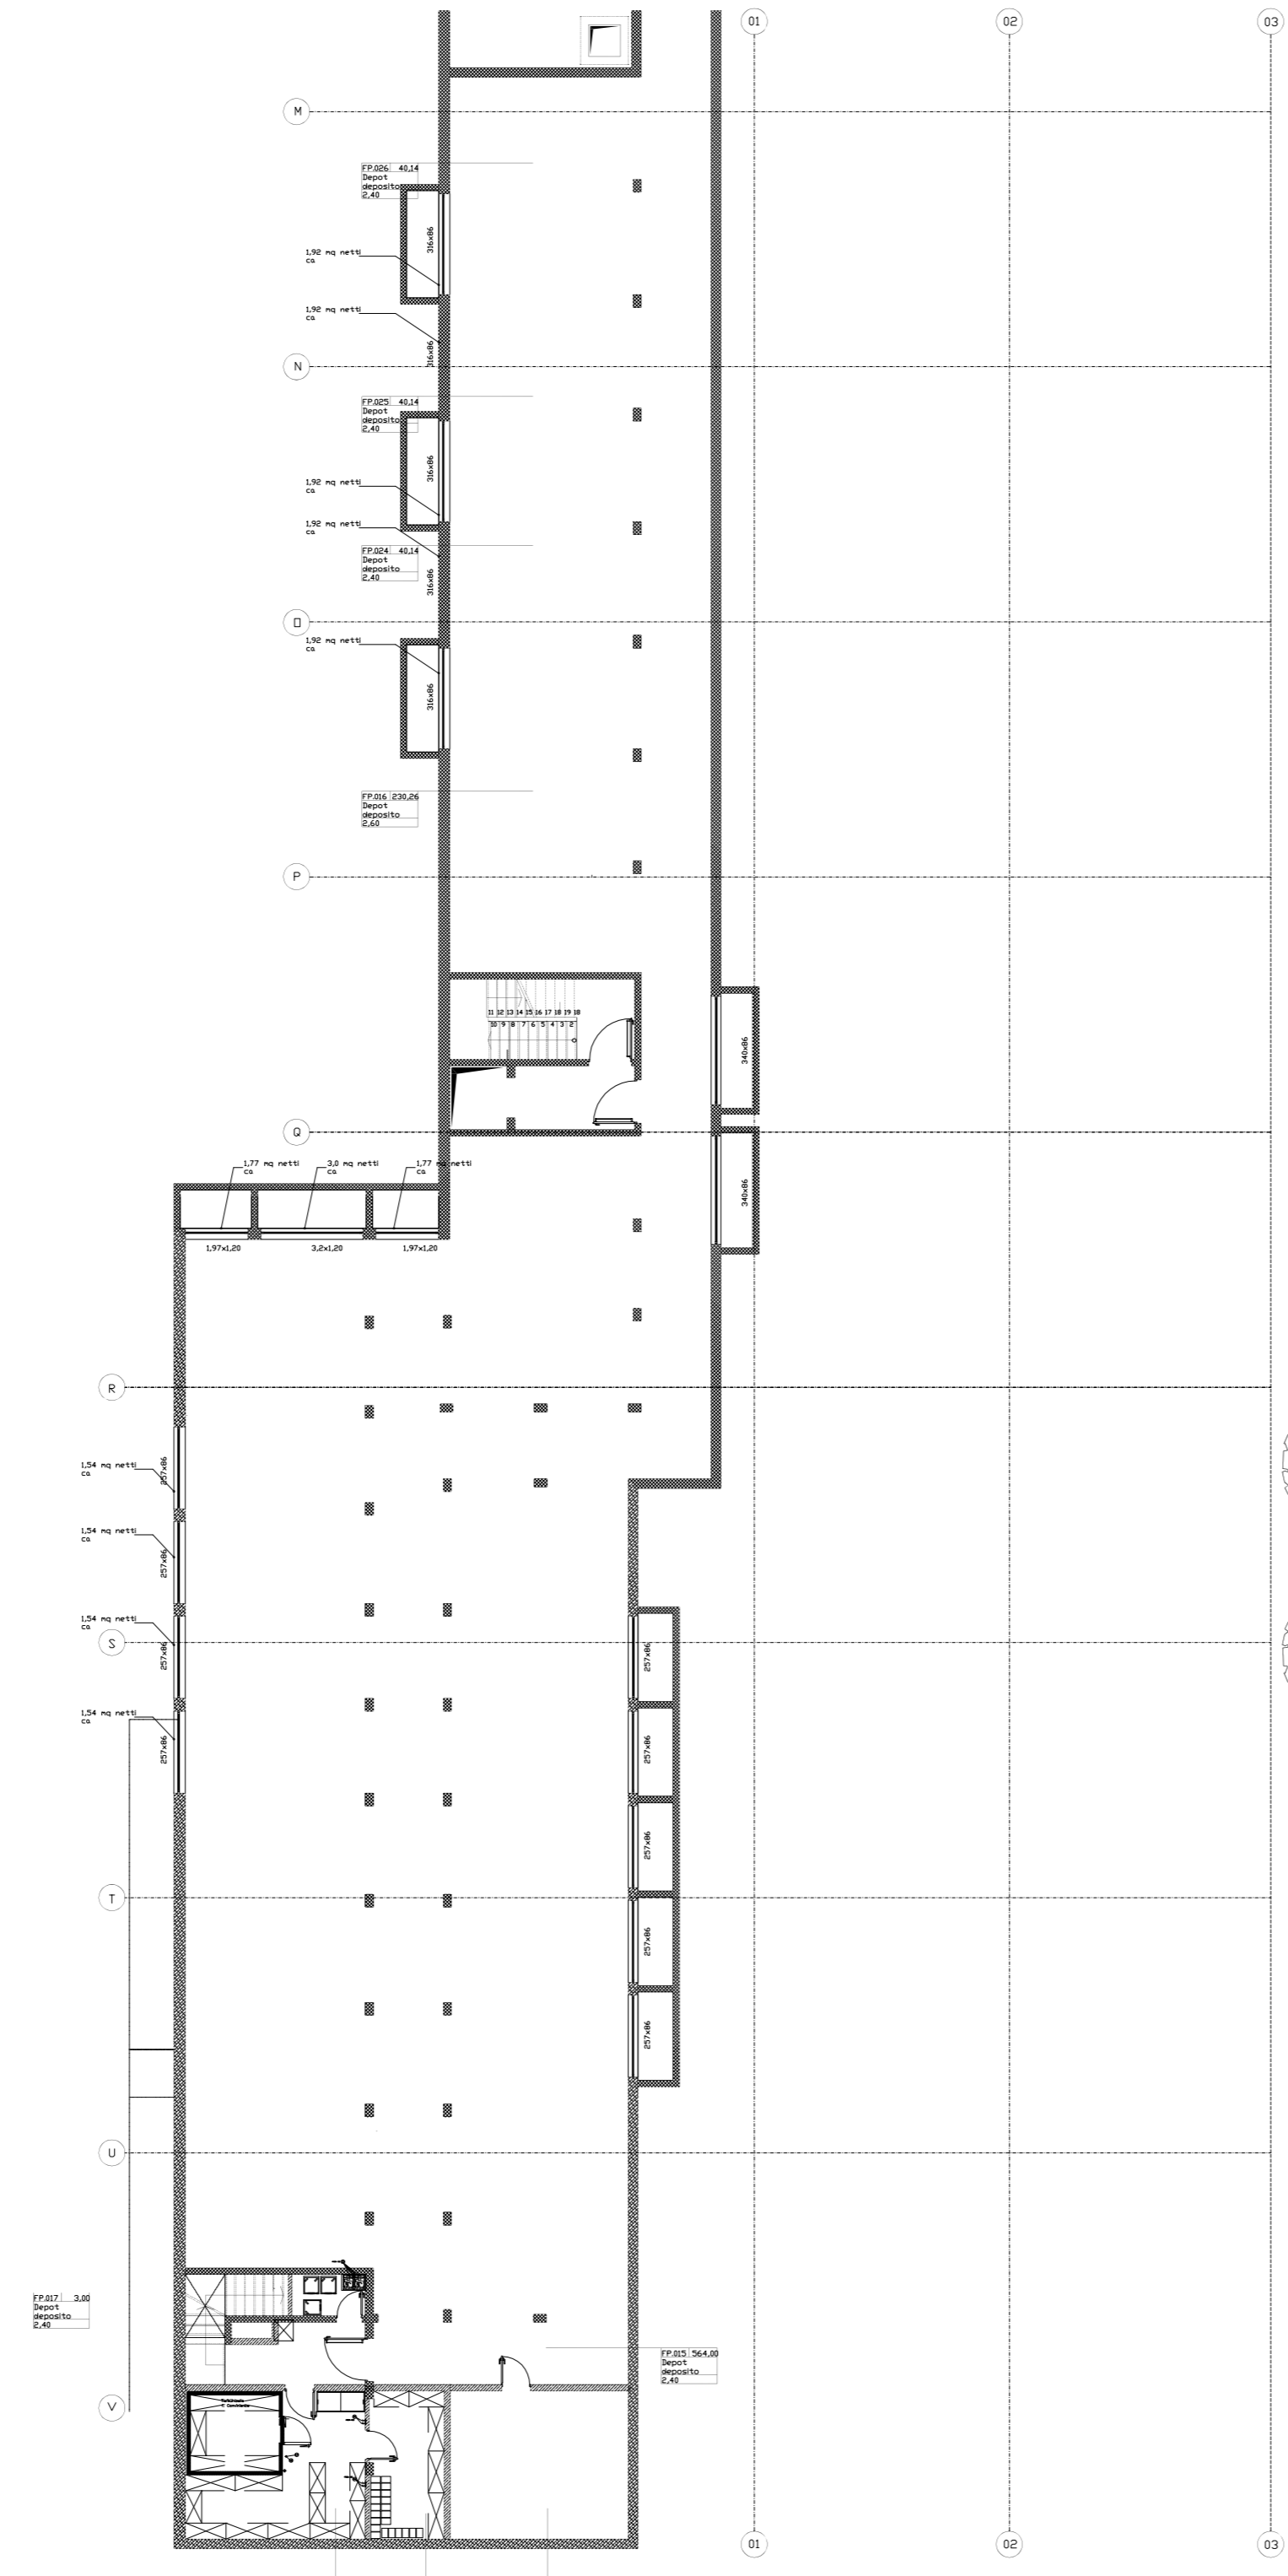 01 02 03
M
FP.026 40,14
Depot
deposito
2,40
316x86
1,92 mq netti
ca
1,92 mq netti
ca
316x86
N
FP.025 40,14
Depot
deposito
2,40
316x86
1,92 mq netti
ca
1,92 mq netti
ca
FP.024 40,14
Depot
deposito
2,40
316x86
O
1,92 mq netti
ca
316x86
FP.016 230,26
Depot
deposito
2,60
P
11 12 13 14 15 16 17 18 19 18
10 9 8 7 6 5 4 3 2
340x86
Q
1,77 mq netti
ca
3,0 mq netti
ca
1,77 mq netti
ca
340x86
1,97x1,20 3,2x1,20 1,97x1,20
R
257x86
1,54 mq netti
ca
1,54 mq netti
ca
257x86
1,54 mq netti
ca
S
257x86
257x86
1,54 mq netti
ca
257x86
257x86
257x86
T
257x86
257x86
U
FP.017 3,00
Depot
deposito
2,40
FP.015 564,00
Depot
deposito
2,40
V
01 02 03